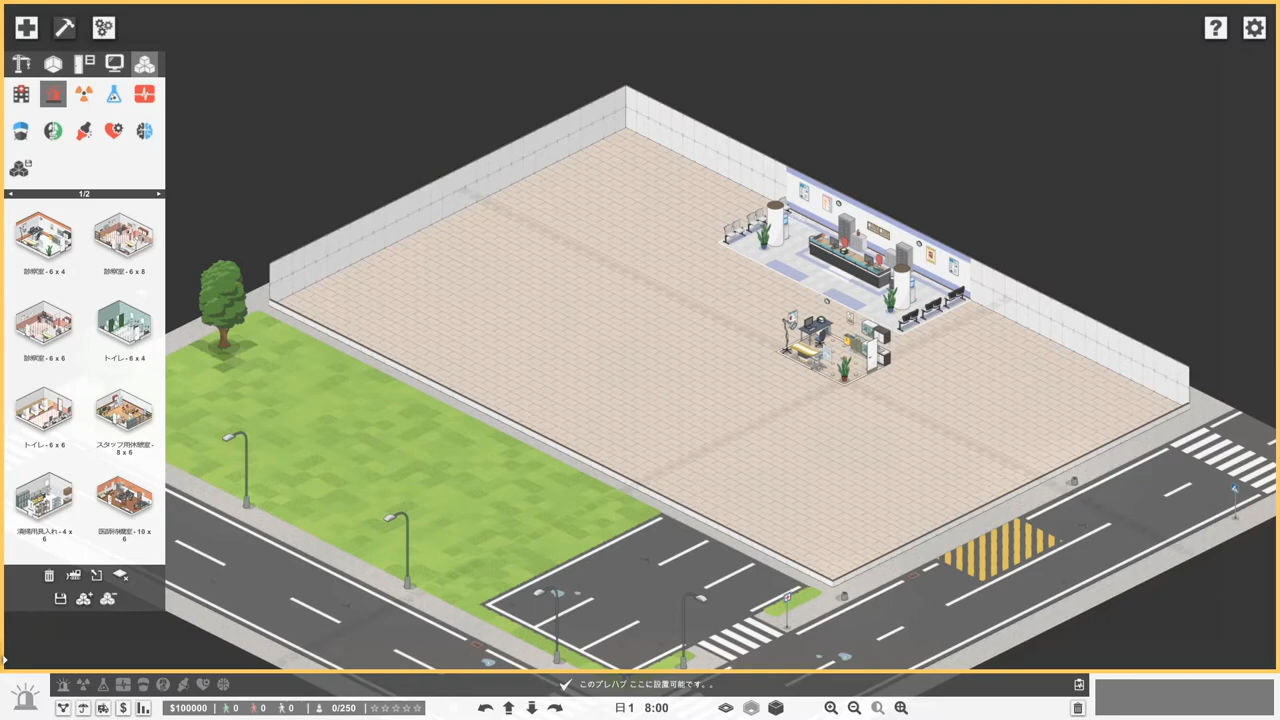 1/2
診察室 - 6 x 4
診察室 - 6 x 8
診察室 - 6 x 6
トイレ - 6 x 4
トイレ - 6 x 6
スタッフ用休憩室 -
8 x 6
清掃用具入れ - 4 x
6
医師待機室 - 10 x
6
このプレハブ ここに設置可能です。.
$100000
0
0
0
0/250
日 1 8:00